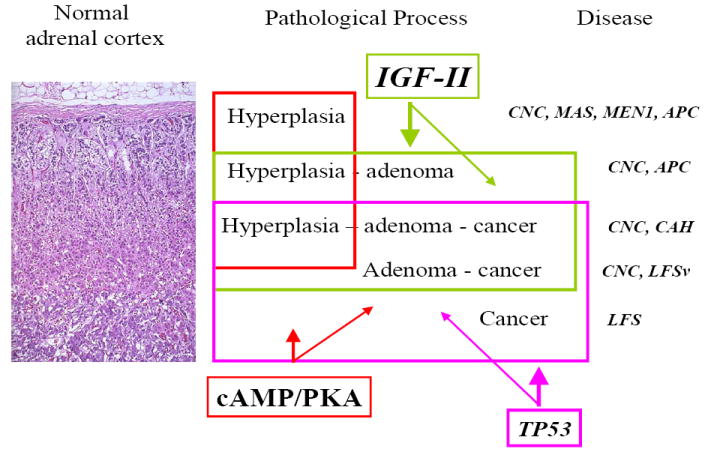 Normal
adrenal cortex
Pathological Process
Disease
IGF-II
Hyperplasia
CNC, MAS, MEN1, APC
Hyperplasia - adenoma
CNC, APC
Hyperplasia – adenoma - cancer
CNC, CAH
Adenoma - cancer
CNC, LFSv
Cancer
LFS
cAMP/PKA
TP53